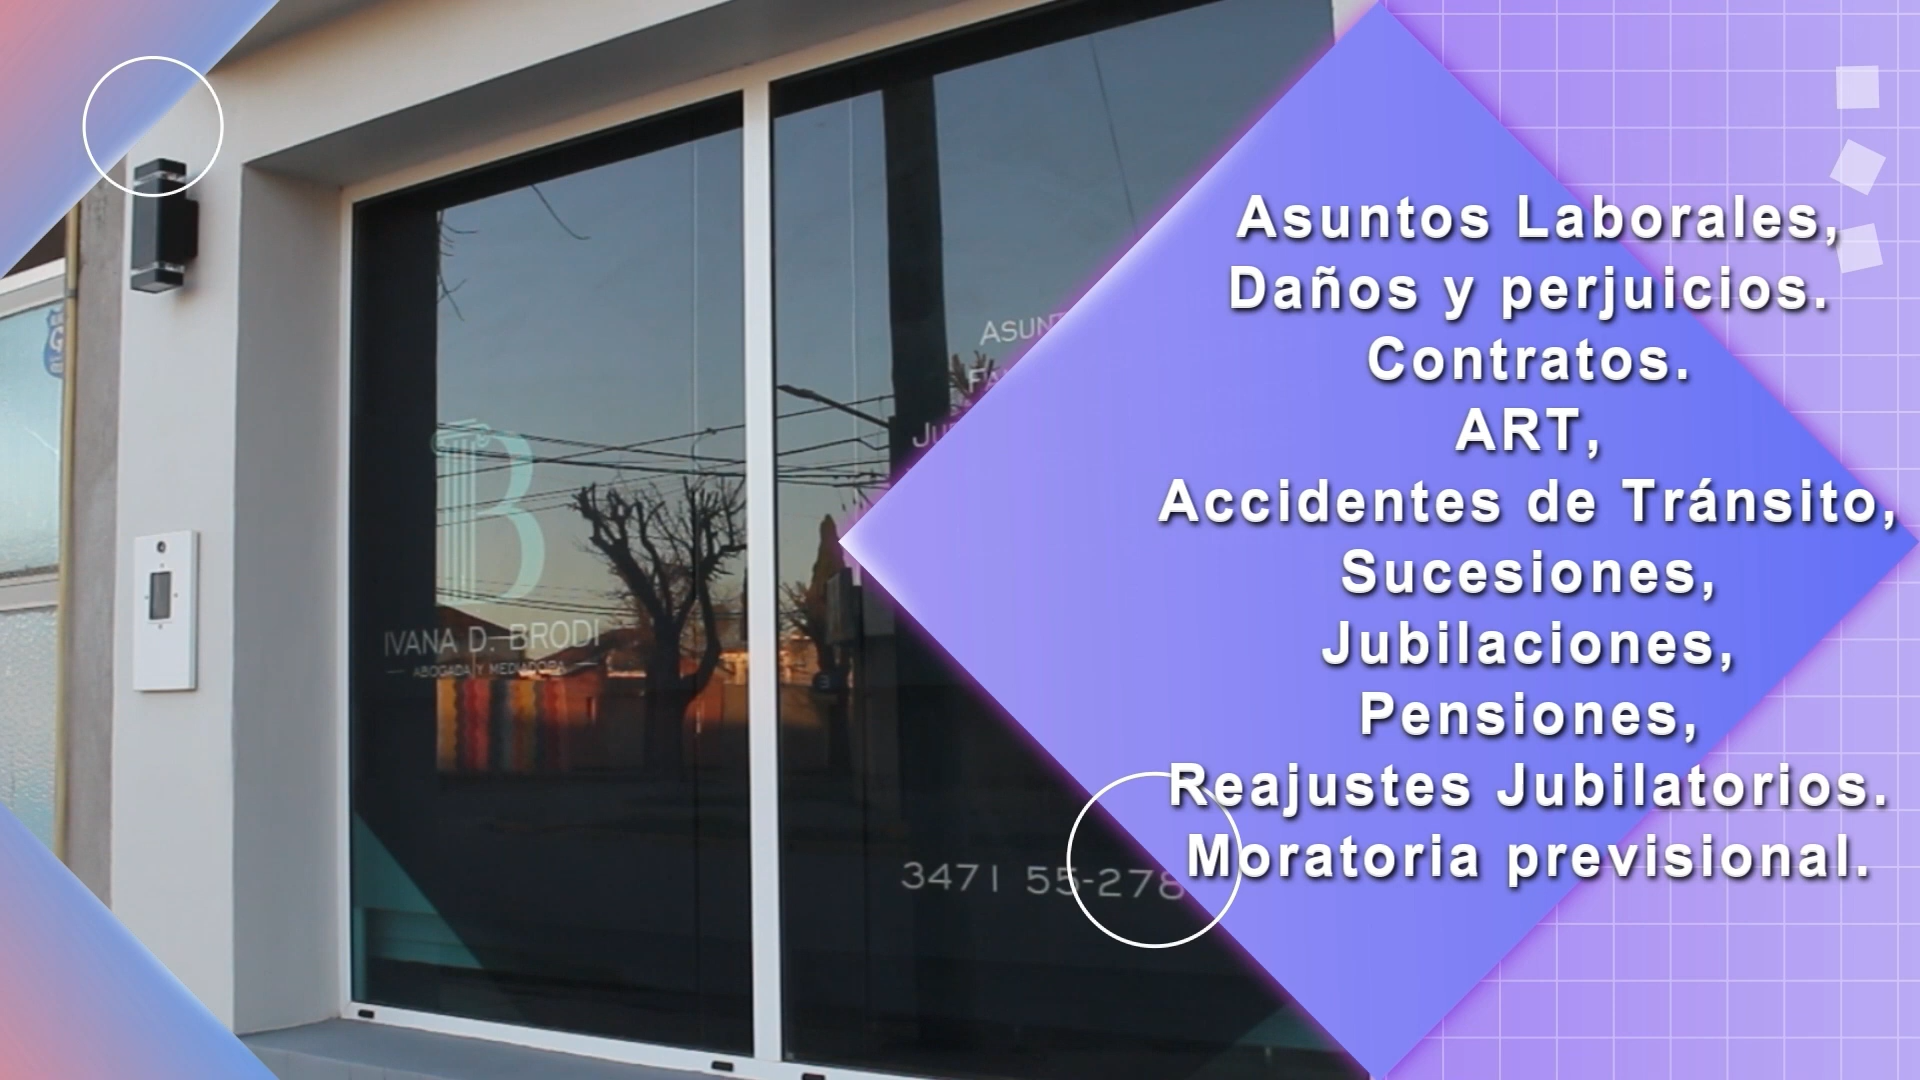 Asuntos Laborales,
Daños y perjuicios.
Contratos.
ART,
Accidentes de Tránsito,
Sucesiones,
Jubilaciones,
Pensiones,
Reajustes Jubilatorios.
Moratoria previsional.
B
IVANA D. BRODI
ABOGADA Y MEDIADORA
3471 55-278